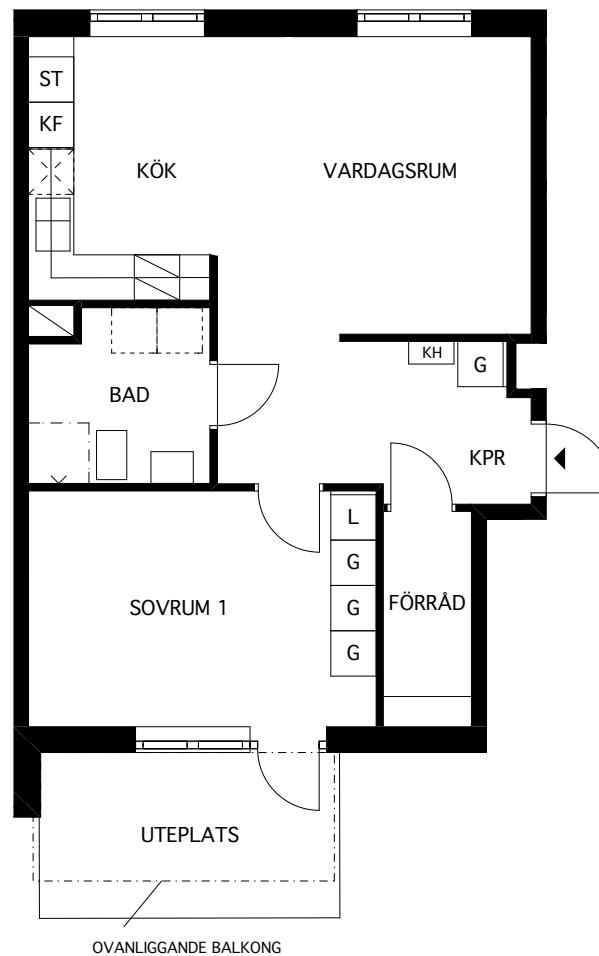 ST
KF
KÖK
VARDAGSRUM
KH
G
BAD
KPR
L
G
G
G
SOVRUM 1
FÖRRÅD
UTEPLATS
OVANLIGGANDE BALKONG